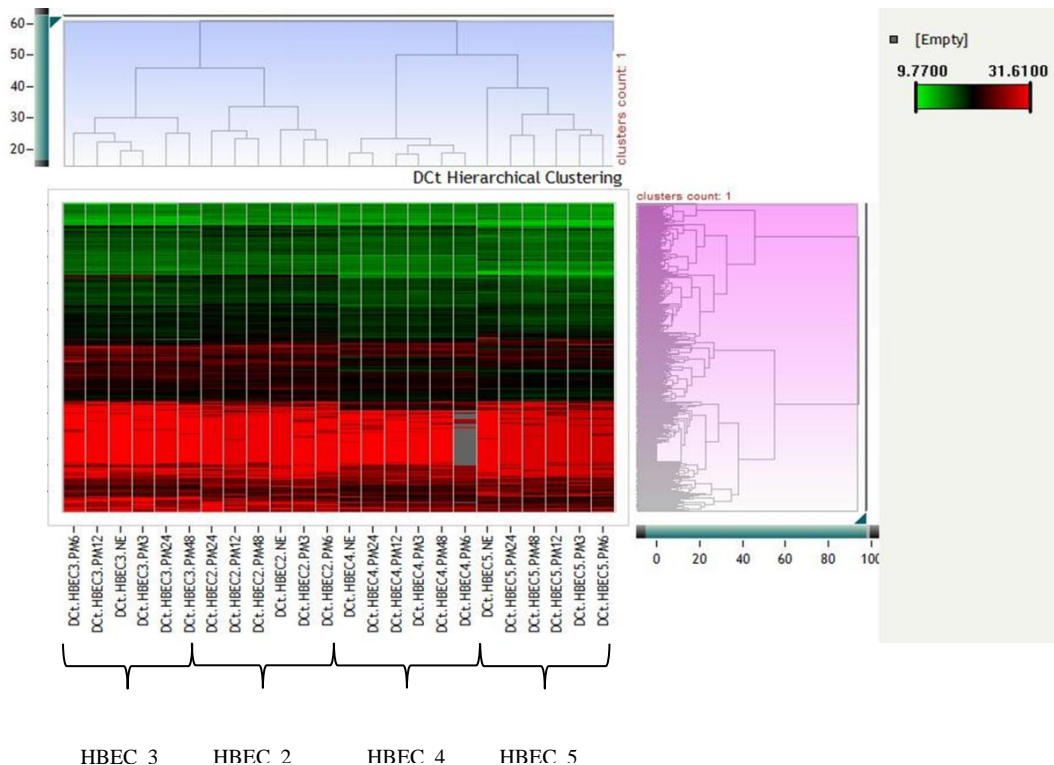 60
50
40
30
20
clusters count: 1
DCt Hierarchical Clustering
[Empty]
9.7700 31.6100
clusters count: 1
0 20 40 60 80 100
DCt.HBEC3.PM6
DCt.HBEC3.PM12
DCt.HBEC3.NE
DCt.HBEC3.PM3
DCt.HBEC3.PM24
DCt.HBEC3.PM48
DCt.HBEC2.PM24
DCt.HBEC2.PM12
DCt.HBEC2.PM48
DCt.HBEC2.NE
DCt.HBEC2.PM3
DCt.HBEC2.PM6
DCt.HBEC4.NE
DCt.HBEC4.PM24
DCt.HBEC4.PM12
DCt.HBEC4.PM3
DCt.HBEC4.PM48
DCt.HBEC4.PM6
DCt.HBEC5.NE
DCt.HBEC5.PM24
DCt.HBEC5.PM48
DCt.HBEC5.PM12
DCt.HBEC5.PM3
DCt.HBEC5.PM6
HBEC 3 HBEC 2 HBEC 4 HBEC 5